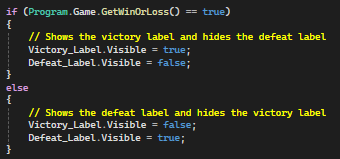 if (Program.Game.GetWinOrLoss() == true)
{
    // Shows the victory label and hides the defeat label
    Victory_Label.Visible = true;
    Defeat_Label.Visible = false;
}
else
{
    // Shows the defeat label and hides the victory label
    Victory_Label.Visible = false;
    Defeat_Label.Visible = true;
}